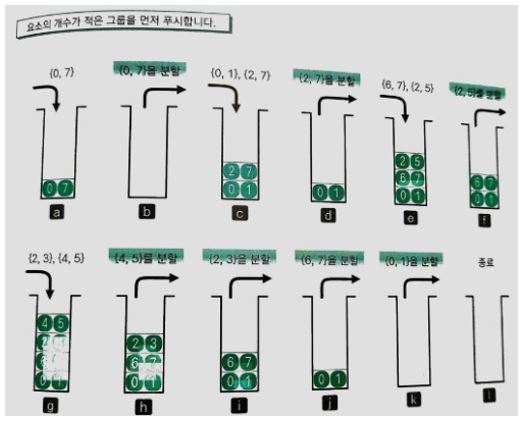 요소의 개수가 적은 그룹을 먼저 푸시합니다.
{0, 7}
{0, 7}을 분할
{0, 1}, {2, 7}
{2, 7}을 분할
{6, 7}, {2, 5}
{2, 5}를 분할
0 7
2 7
0 1
0 1
2 5
6 7
0 1
6 7
0 1
a
b
c
d
e
f
{2, 3}, {4, 5}
{4, 5}를 분할
{2, 3}을 분할
{6, 7}을 분할
{0, 1}을 분할
종료
4 5
2
0 1
2 3
6 7
0 1
6 7
0 1
0 1
g
h
i
j
k
l